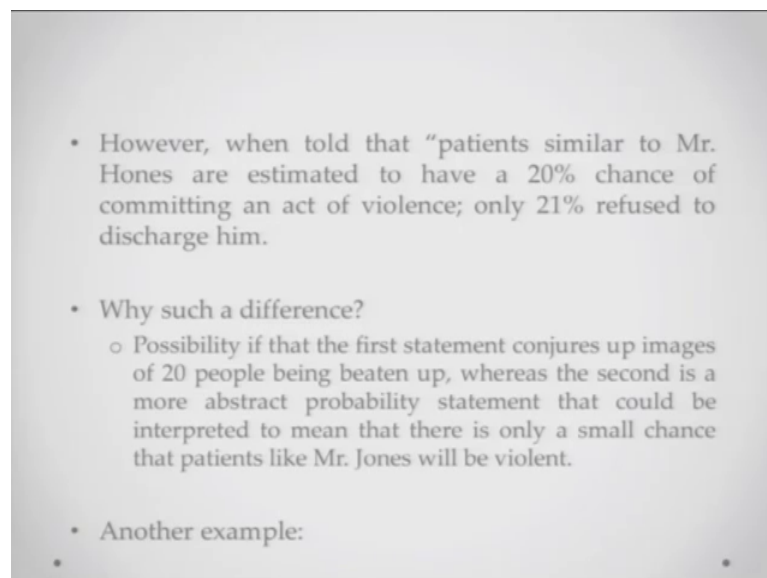 • However, when told that “patients similar to Mr.
Hones are estimated to have a 20% chance of
committing an act of violence; only 21% refused to
discharge him.
• Why such a difference?
o Possibility if that the first statement conjures up images
of 20 people being beaten up, whereas the second is a
more abstract probability statement that could be
interpreted to mean that there is only a small chance
that patients like Mr. Jones will be violent.
• Another example: